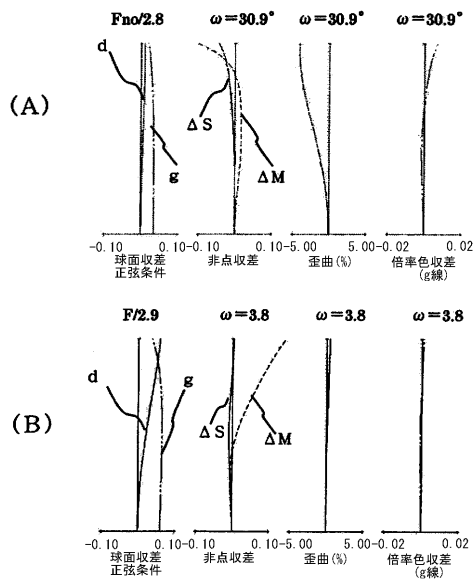 Fno/2.8 ω=30.9° ω=30.9° ω=30.9°
d
(A)
ΔS
g
ΔM
-0.10 0.10 -0.10 0.10 -5.00 5.00 -0.02 0.02
球面収差 非点収差 歪曲(%) 倍率色収差
正弦条件 (g線)
F/2.9 ω=3.8 ω=3.8 ω=3.8
d g
(B)
ΔS ΔM
-0.10 0.10 -0.10 0.10 -5.00 5.00 -0.02 0.02
球面収差 非点収差 歪曲(%) 倍率色収差
正弦条件 (g線)